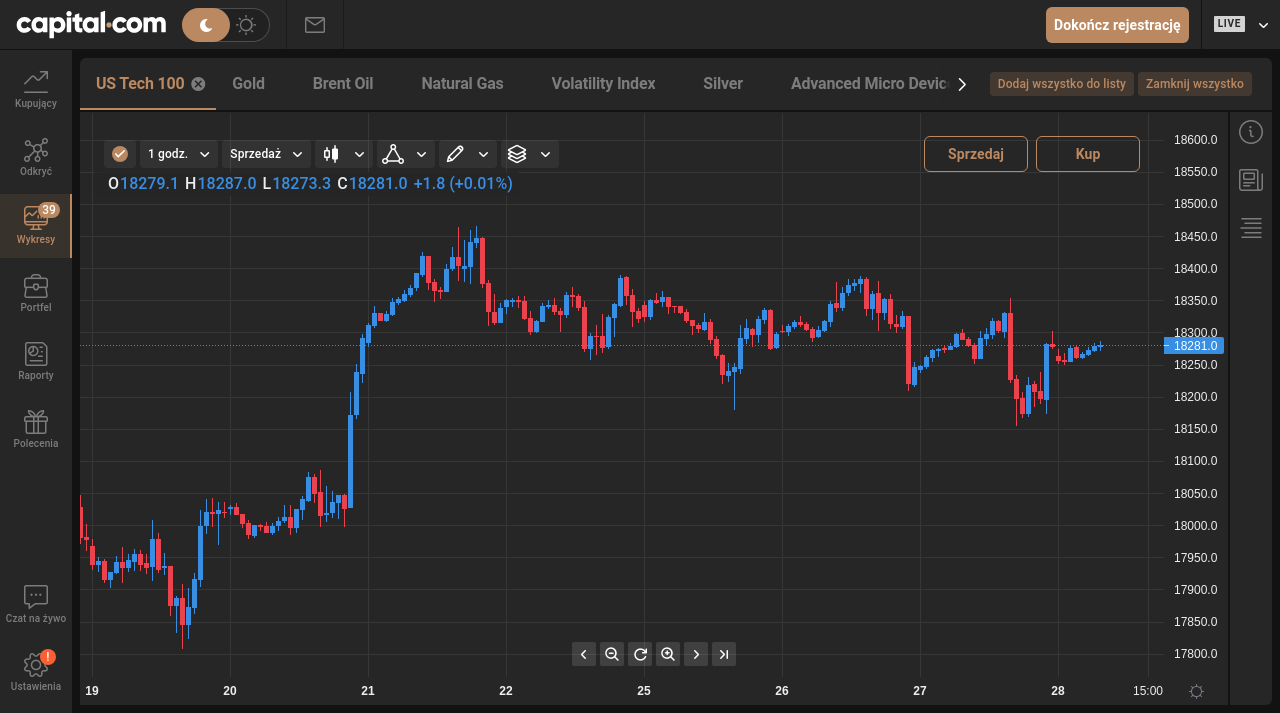 capital.com
Dokończ rejestrację
LIVE
Kupujący
Odkryć
39
Wykresy
Portfel
Raporty
Polecenia
Czat na żywo
!
Ustawienia
US Tech 100
Gold
Brent Oil
Natural Gas
Volatility Index
Silver
Advanced Micro Devic
Dodaj wszystko do listy
Zamknij wszystko
1 godz.
Sprzedaż
Sprzedaj
Kup
O18279.1 H18287.0 L18273.3 C18281.0 +1.8 (+0.01%)
18600.0
18550.0
18500.0
18450.0
18400.0
18350.0
18300.0
18281.0
18250.0
18200.0
18150.0
18100.0
18050.0
18000.0
17950.0
17900.0
17850.0
17800.0
19 20 21 22 25 26 27 28 15:00